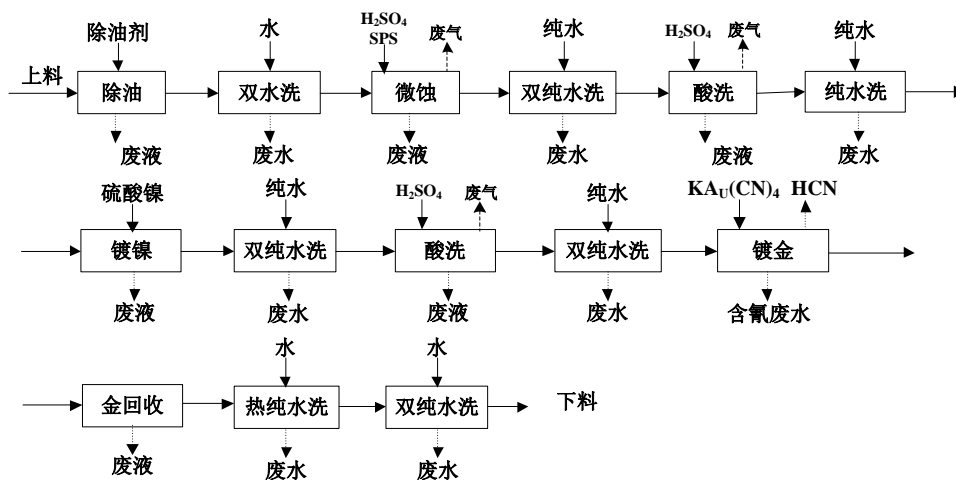 除油剂 水 H₂SO₄ SPS 废气 纯水 H₂SO₄ 废气 纯水
上料 除油 双水洗 微蚀 双纯水洗 酸洗 纯水洗
废液 废水 废液 废水 废液 废水
硫酸镍 纯水 H₂SO₄ 废气 纯水 KAU(CN)₄ HCN
镀镍 双纯水洗 酸洗 双纯水洗 镀金
废液 废水 废液 废水 含氰废水
水 水
金回收 热纯水洗 双纯水洗 下料
废液 废水 废水